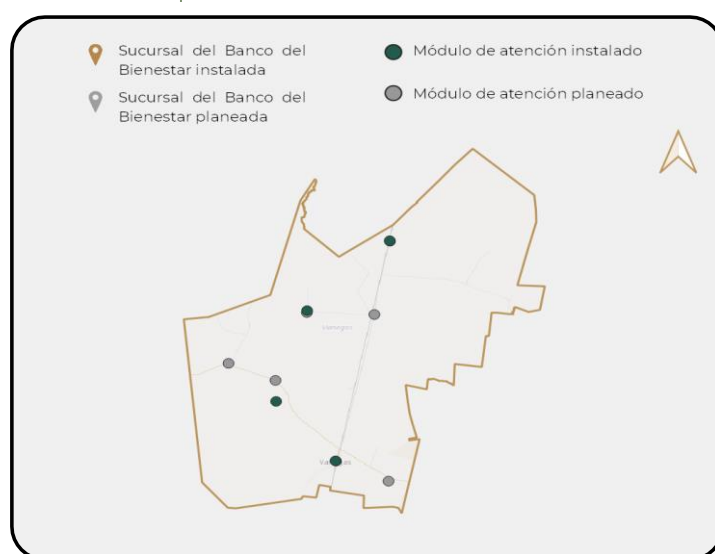 Sucursal del Banco del
Bienestar instalada
Módulo de atención instalado
Sucursal del Banco del
Bienestar planeada
Módulo de atención planeado
Vanegas